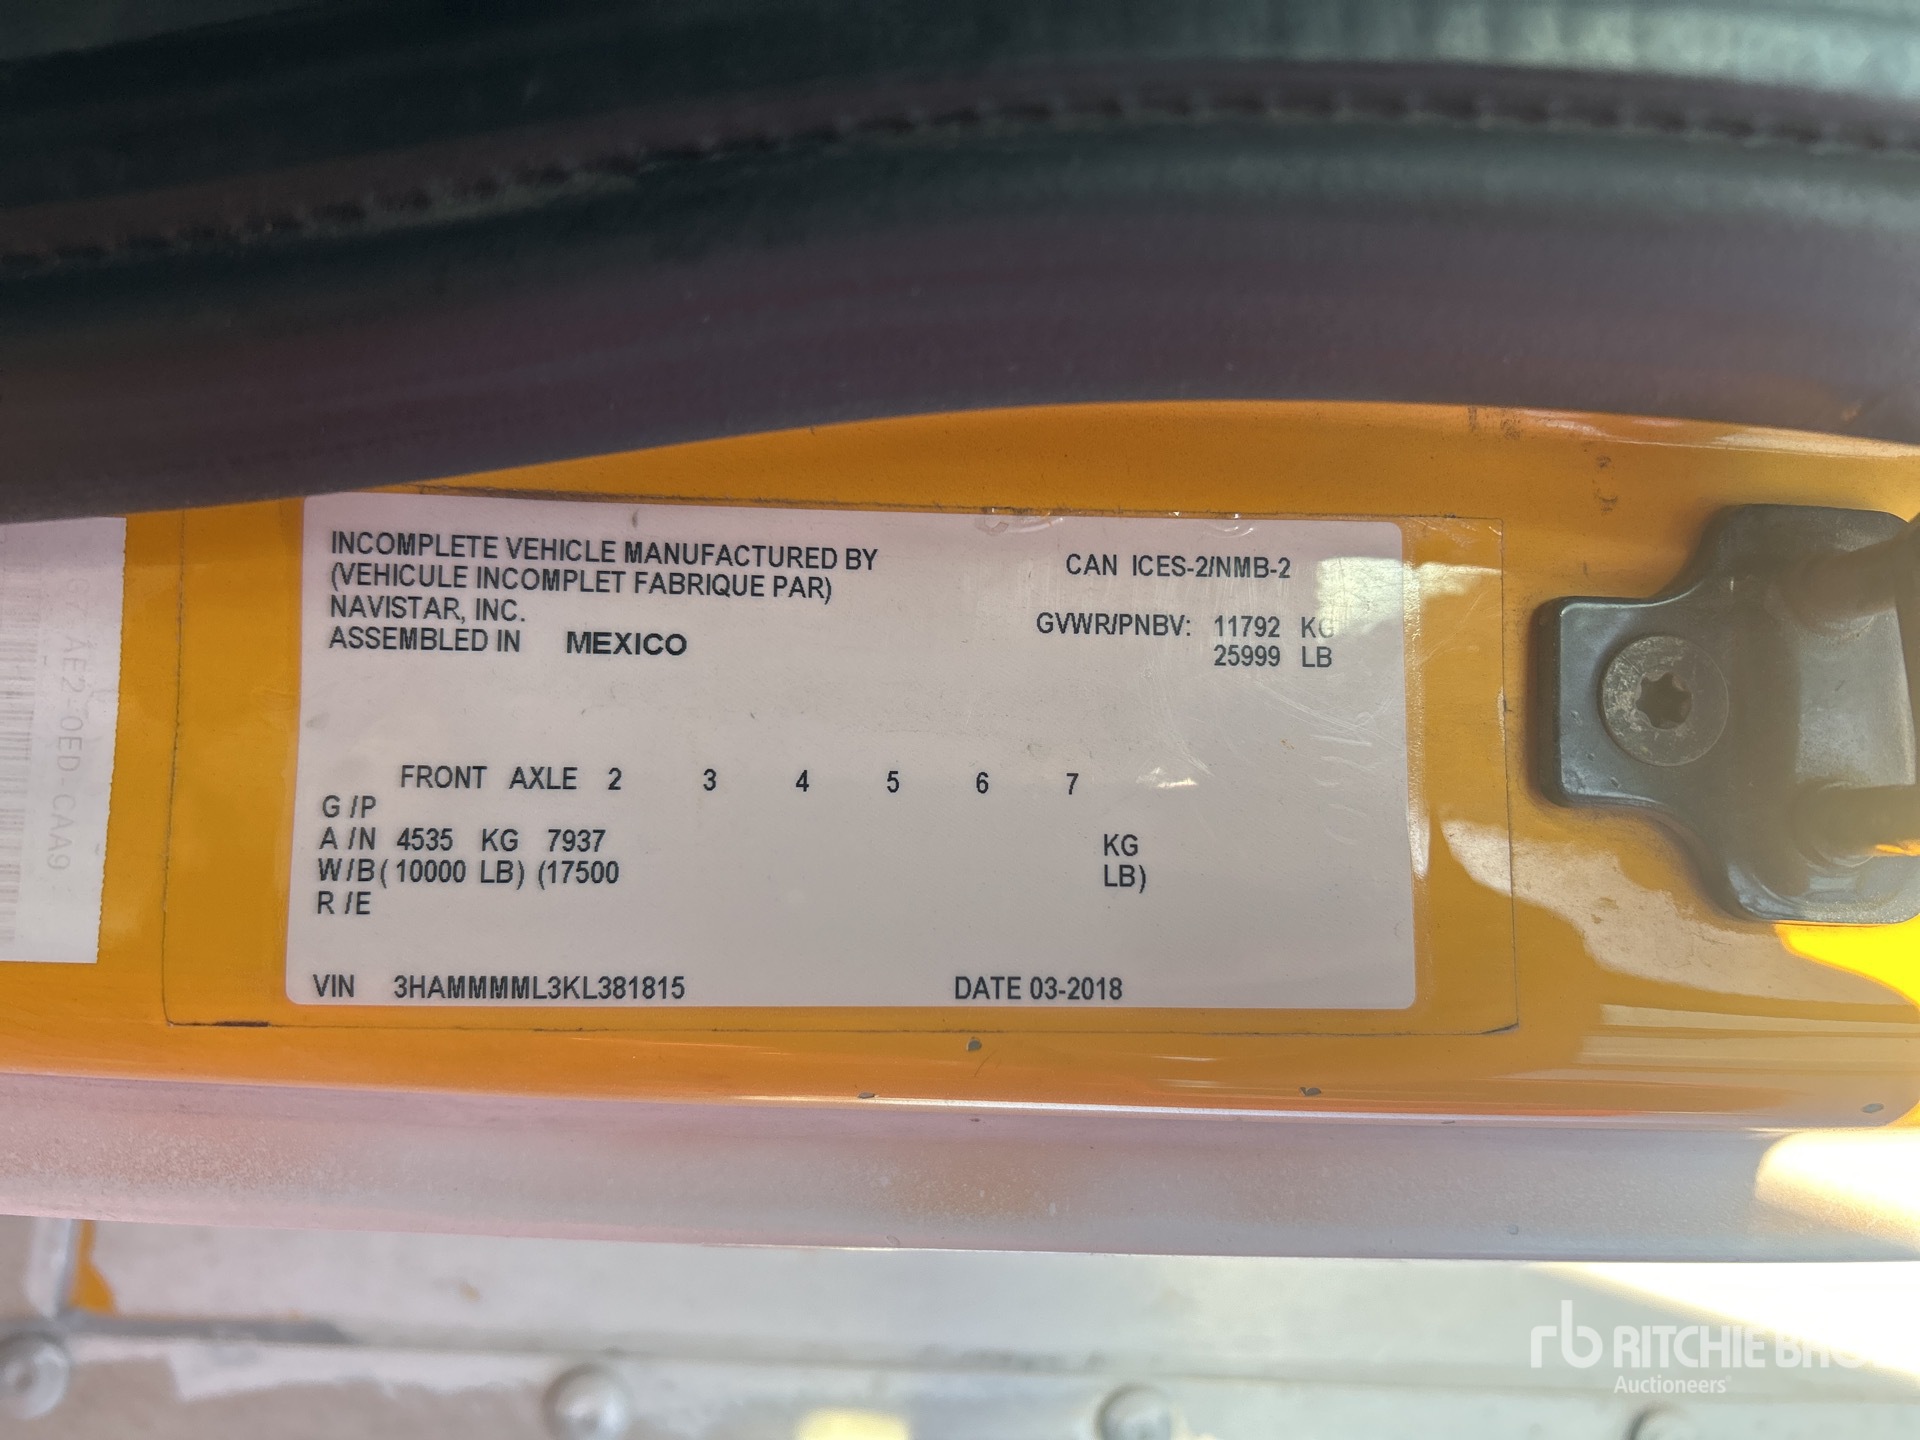 INCOMPLETE VEHICLE MANUFACTURED BY
(VEHICULE INCOMPLET FABRIQUE PAR)
NAVISTAR, INC.
ASSEMBLED IN MEXICO
CAN ICES-2/NMB-2
GVWR/PNBV: 11792 KG
25999 LB
FRONT AXLE 2 3 4 5 6 7
G /P
A /N 4535 KG 7937 KG
W/B ( 10000 LB) (17500 LB)
R /E
VIN 3HAMMMML3KL381815 DATE 03-2018
AE2-0ED-CAA9
rb RITCHIE BROS
Auctioneers